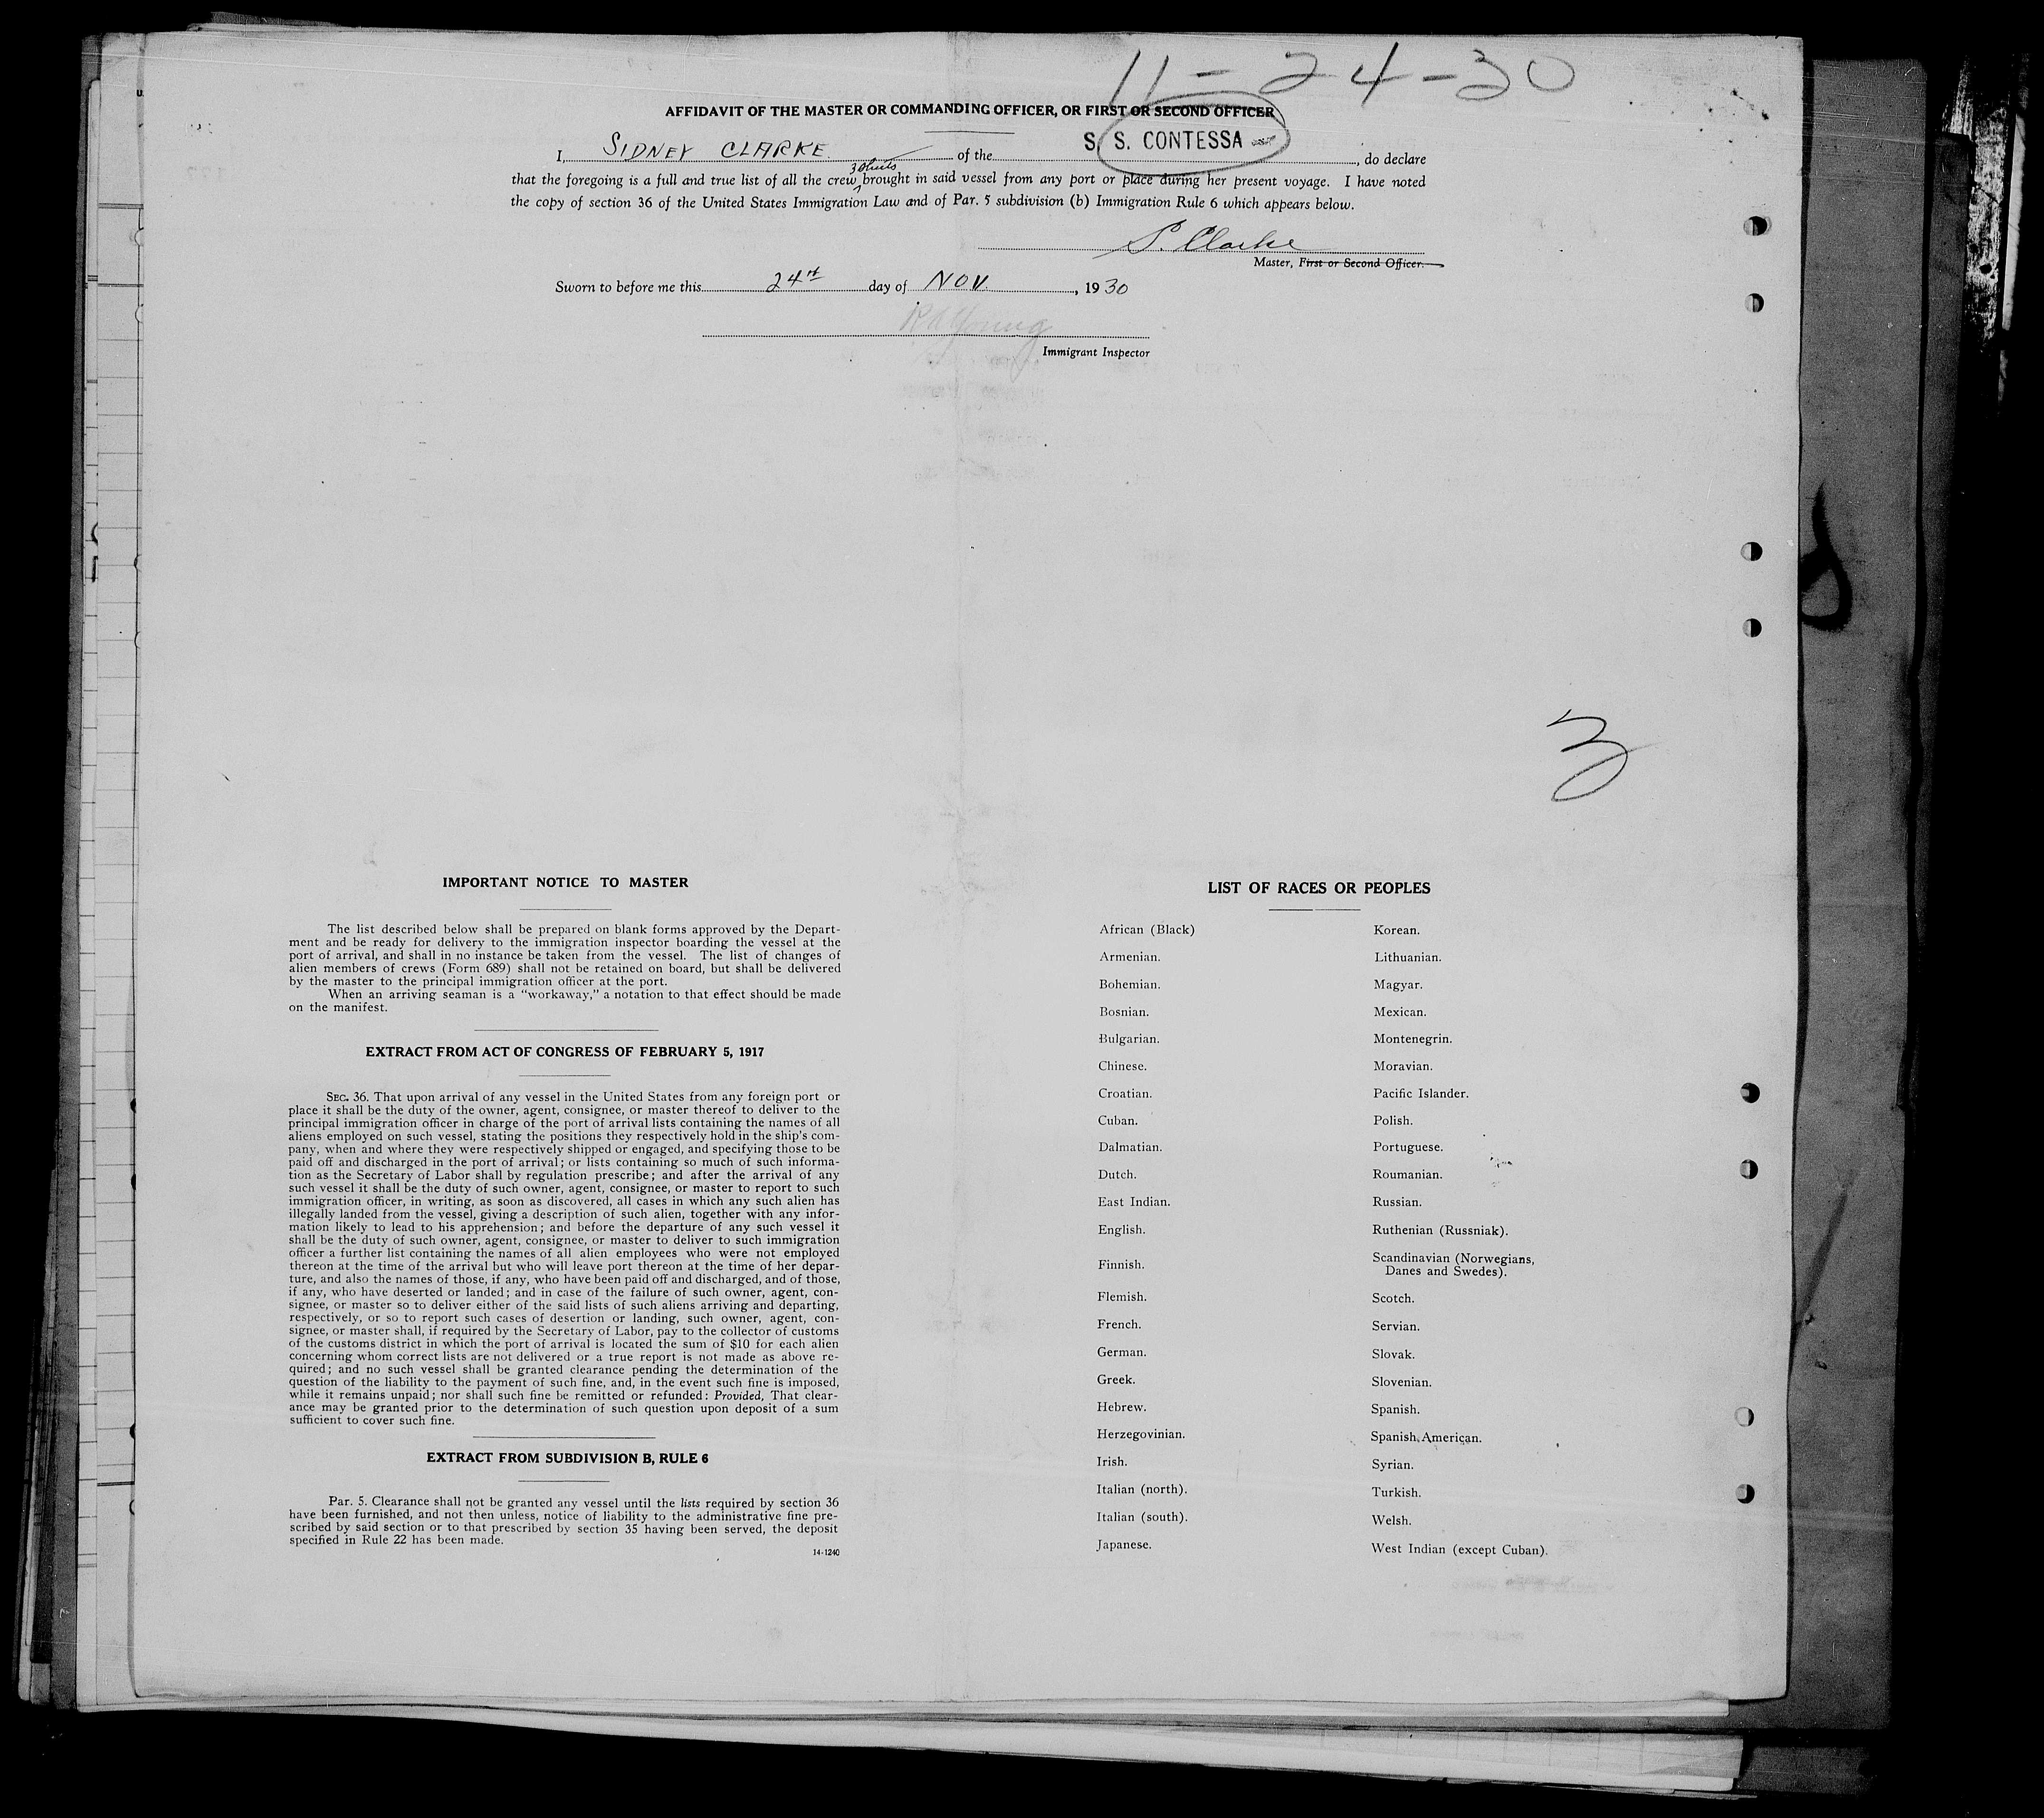 11-24-30
AFFIDAVIT OF THE MASTER OR COMMANDING OFFICER, OR FIRST OR SECOND OFFICER
I, SIDNEY CLARKE of the S. S. CONTESSA, do declare
that the foregoing is a full and true list of all the crew brought in said vessel from any port or place during her present voyage. I have noted
the copy of section 36 of the United States Immigration Law and of Par. 5 subdivision (b) Immigration Rule 6 which appears below.
S. Clarke
Master, First or Second Officer.
Sworn to before me this 24th day of NOV., 1930
Immigrant Inspector
3
IMPORTANT NOTICE TO MASTER
The list described below shall be prepared on blank forms approved by the Depart-
ment and be ready for delivery to the immigration inspector boarding the vessel at the
port of arrival, and shall in no instance be taken from the vessel. The list of changes of
alien members of crews (Form 689) shall not be retained on board, but shall be delivered
by the master to the principal immigration officer at the port.
When an arriving seaman is a "workaway," a notation to that effect should be made
on the manifest.
EXTRACT FROM ACT OF CONGRESS OF FEBRUARY 5, 1917
SEC. 36. That upon arrival of any vessel in the United States from any foreign port or
place it shall be the duty of the owner, agent, consignee, or master thereof to deliver to the
principal immigration officer in charge of the port of arrival lists containing the names of all
aliens employed on such vessel, stating the positions they respectively hold in the ship's com-
pany, when and where they were respectively shipped or engaged, and specifying those to be
paid off and discharged in the port of arrival; or lists containing so much of such informa-
tion as the Secretary of Labor shall by regulation prescribe; and after the arrival of any
such vessel it shall be the duty of such owner, agent, consignee, or master to report to such
immigration officer, in writing, as soon as discovered, all cases in which any such alien has
illegally landed from the vessel, giving a description of such alien, together with any infor-
mation likely to lead to his apprehension; and before the departure of any such vessel it
shall be the duty of such owner, agent, consignee, or master to deliver to such immigration
officer a further list containing the names of all alien employees who were not employed
thereon at the time of the arrival but who will leave port thereon at the time of her depar-
ture, and also the names of those, if any, who have been paid off and discharged, and of those,
if any, who have deserted or landed; and in case of the failure of such owner, agent, con-
signee, or master so to deliver either of the said lists of such aliens arriving and departing,
respectively, or so to report such cases of desertion or landing, such owner, agent, con-
signee, or master shall, if required by the Secretary of Labor, pay to the collector of customs
of the customs district in which the port of arrival is located the sum of $10 for each alien
concerning whom correct lists are not delivered or a true report is not made as above re-
quired; and no such vessel shall be granted clearance pending the determination of the
question of the liability to the payment of such fine, and, in the event such fine is imposed,
while it remains unpaid; nor shall such fine be remitted or refunded: Provided, That clear-
ance may be granted prior to the determination of such question upon deposit of a sum
sufficient to cover such fine.
EXTRACT FROM SUBDIVISION B, RULE 6
Par. 5. Clearance shall not be granted any vessel until the lists required by section 36
have been furnished, and not then unless, notice of liability to the administrative fine pre-
scribed by said section or to that prescribed by section 35 having been served, the deposit
specified in Rule 22 has been made.
14-1240
LIST OF RACES OR PEOPLES
African (Black)
Armenian.
Bohemian.
Bosnian.
Bulgarian.
Chinese.
Croatian.
Cuban.
Dalmatian.
Dutch.
East Indian.
English.
Finnish.
Flemish.
French.
German.
Greek.
Hebrew.
Herzegovinian.
Irish.
Italian (north).
Italian (south).
Japanese.
Korean.
Lithuanian.
Magyar.
Mexican.
Montenegrin.
Moravian.
Pacific Islander.
Polish.
Portuguese.
Roumanian.
Russian.
Ruthenian (Russniak).
Scandinavian (Norwegians,
Danes and Swedes).
Scotch.
Servian.
Slovak.
Slovenian.
Spanish.
Spanish American.
Syrian.
Turkish.
Welsh.
West Indian (except Cuban).